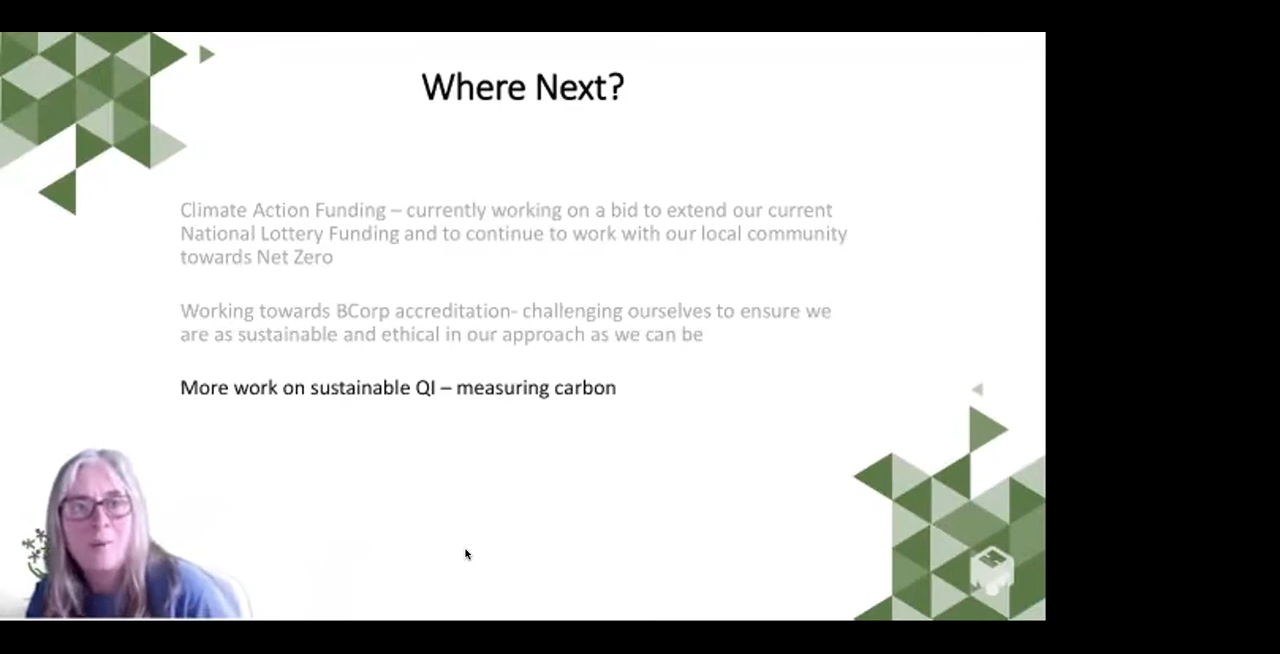 Where Next?
Climate Action Funding – currently working on a bid to extend our current
National Lottery Funding and to continue to work with our local community
towards Net Zero
Working towards BCorp accreditation- challenging ourselves to ensure we
are as sustainable and ethical in our approach as we can be
More work on sustainable QI – measuring carbon